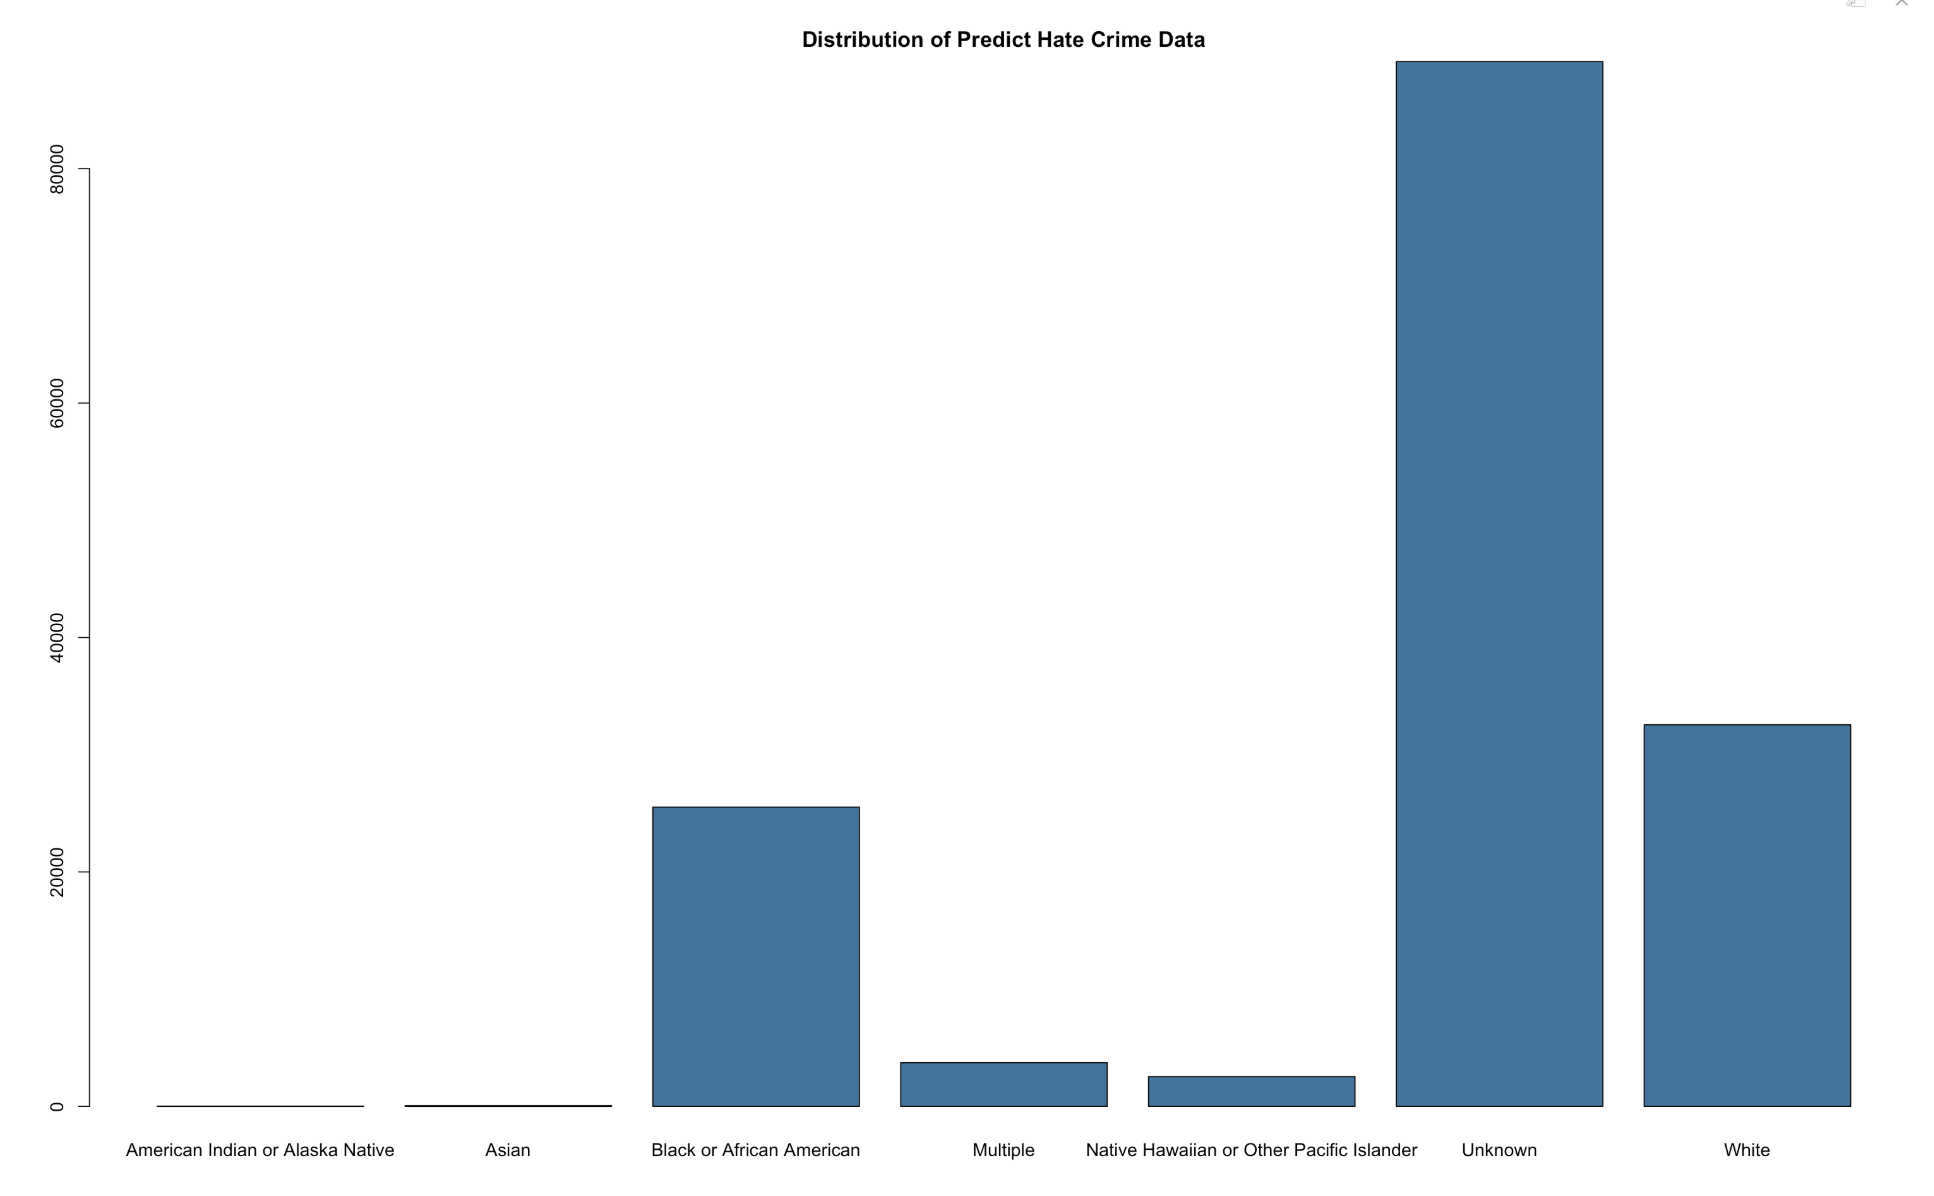 Distribution of Predict Hate Crime Data
80000
60000
40000
20000
0
American Indian or Alaska Native Asian Black or African American Multiple Native Hawaiian or Other Pacific Islander Unknown White